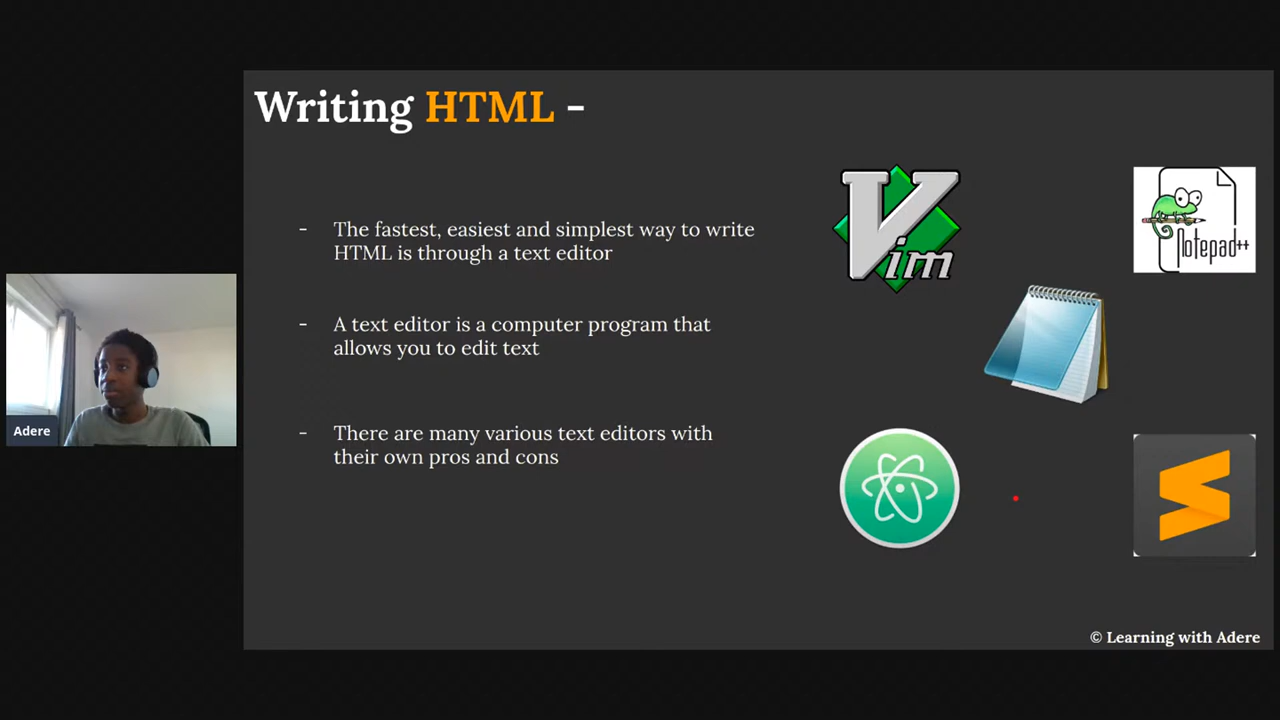 Writing HTML -
- The fastest, easiest and simplest way to write
HTML is through a text editor
- A text editor is a computer program that
allows you to edit text
- There are many various text editors with
their own pros and cons
Vim
Notepad++
Adere
© Learning with Adere